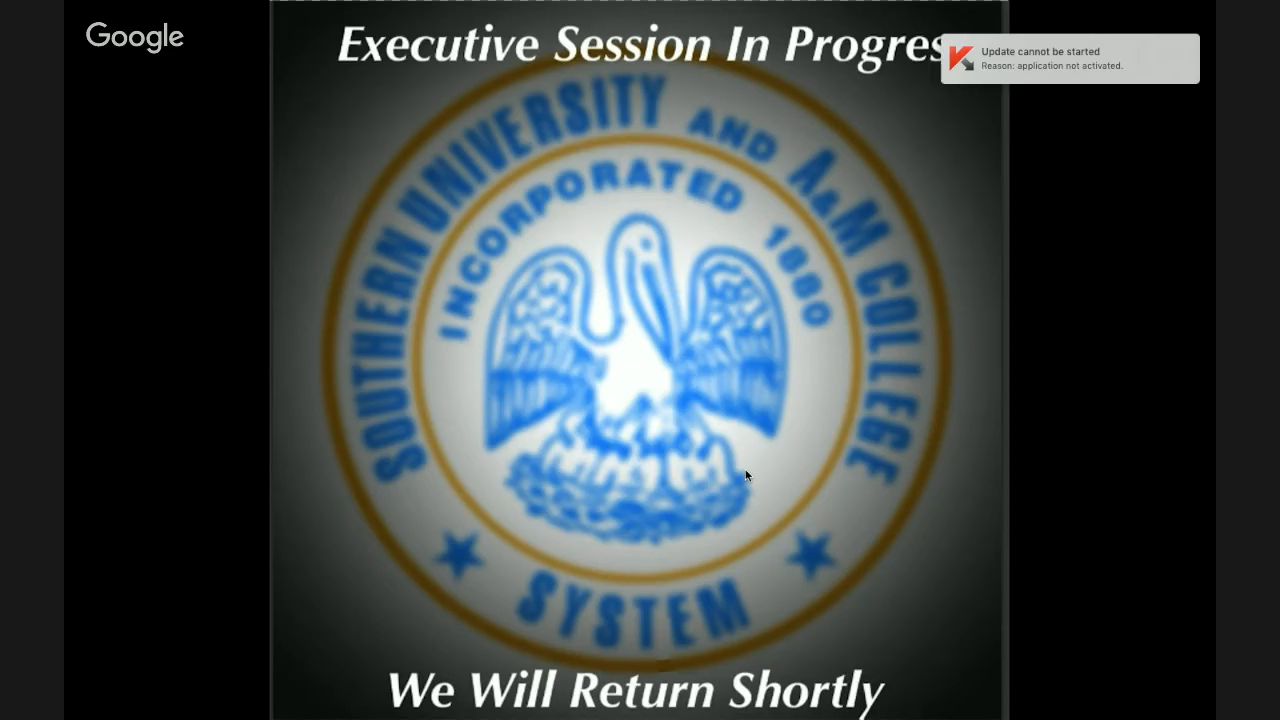 Google
Executive Session In Progres
Update cannot be started
Reason: application not activated.
SOUTHERN UNIVERSITY AND A&M COLLEGE
INCORPORATED 1880
SYSTEM
We Will Return Shortly